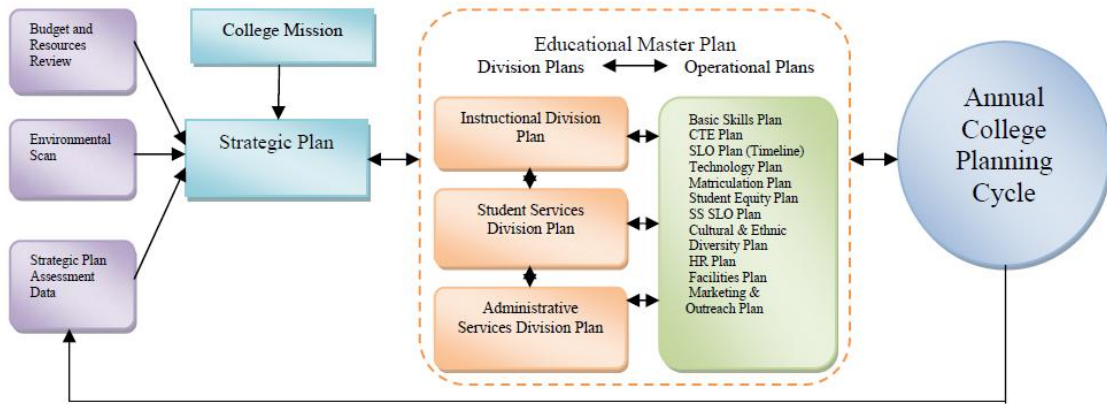 Budget and
Resources
Review
Environmental
Scan
Strategic Plan
Assessment
Data
College Mission
Strategic Plan
Educational Master Plan
Division Plans
Operational Plans
Instructional Division
Plan
Student Services
Division Plan
Administrative
Services Division Plan
Basic Skills Plan
CTE Plan
SLO Plan (Timeline)
Technology Plan
Matriculation Plan
Student Equity Plan
SS SLO Plan
Cultural & Ethnic
Diversity Plan
HR Plan
Facilities Plan
Marketing &
Outreach Plan
Annual
College
Planning
Cycle